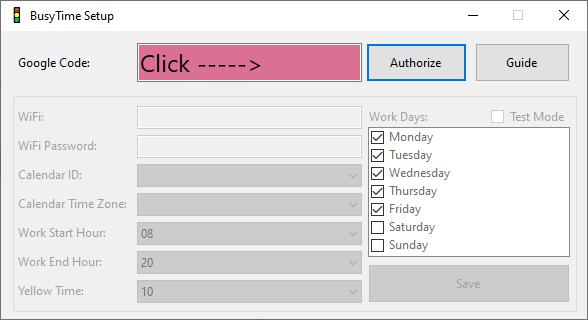 BusyTime Setup
Google Code: Click -----> Authorize Guide
WiFi:
WiFi Password:
Calendar ID:
Calendar Time Zone:
Work Start Hour: 08
Work End Hour: 20
Yellow Time: 10
Work Days: Test Mode
Monday
Tuesday
Wednesday
Thursday
Friday
Saturday
Sunday
Save